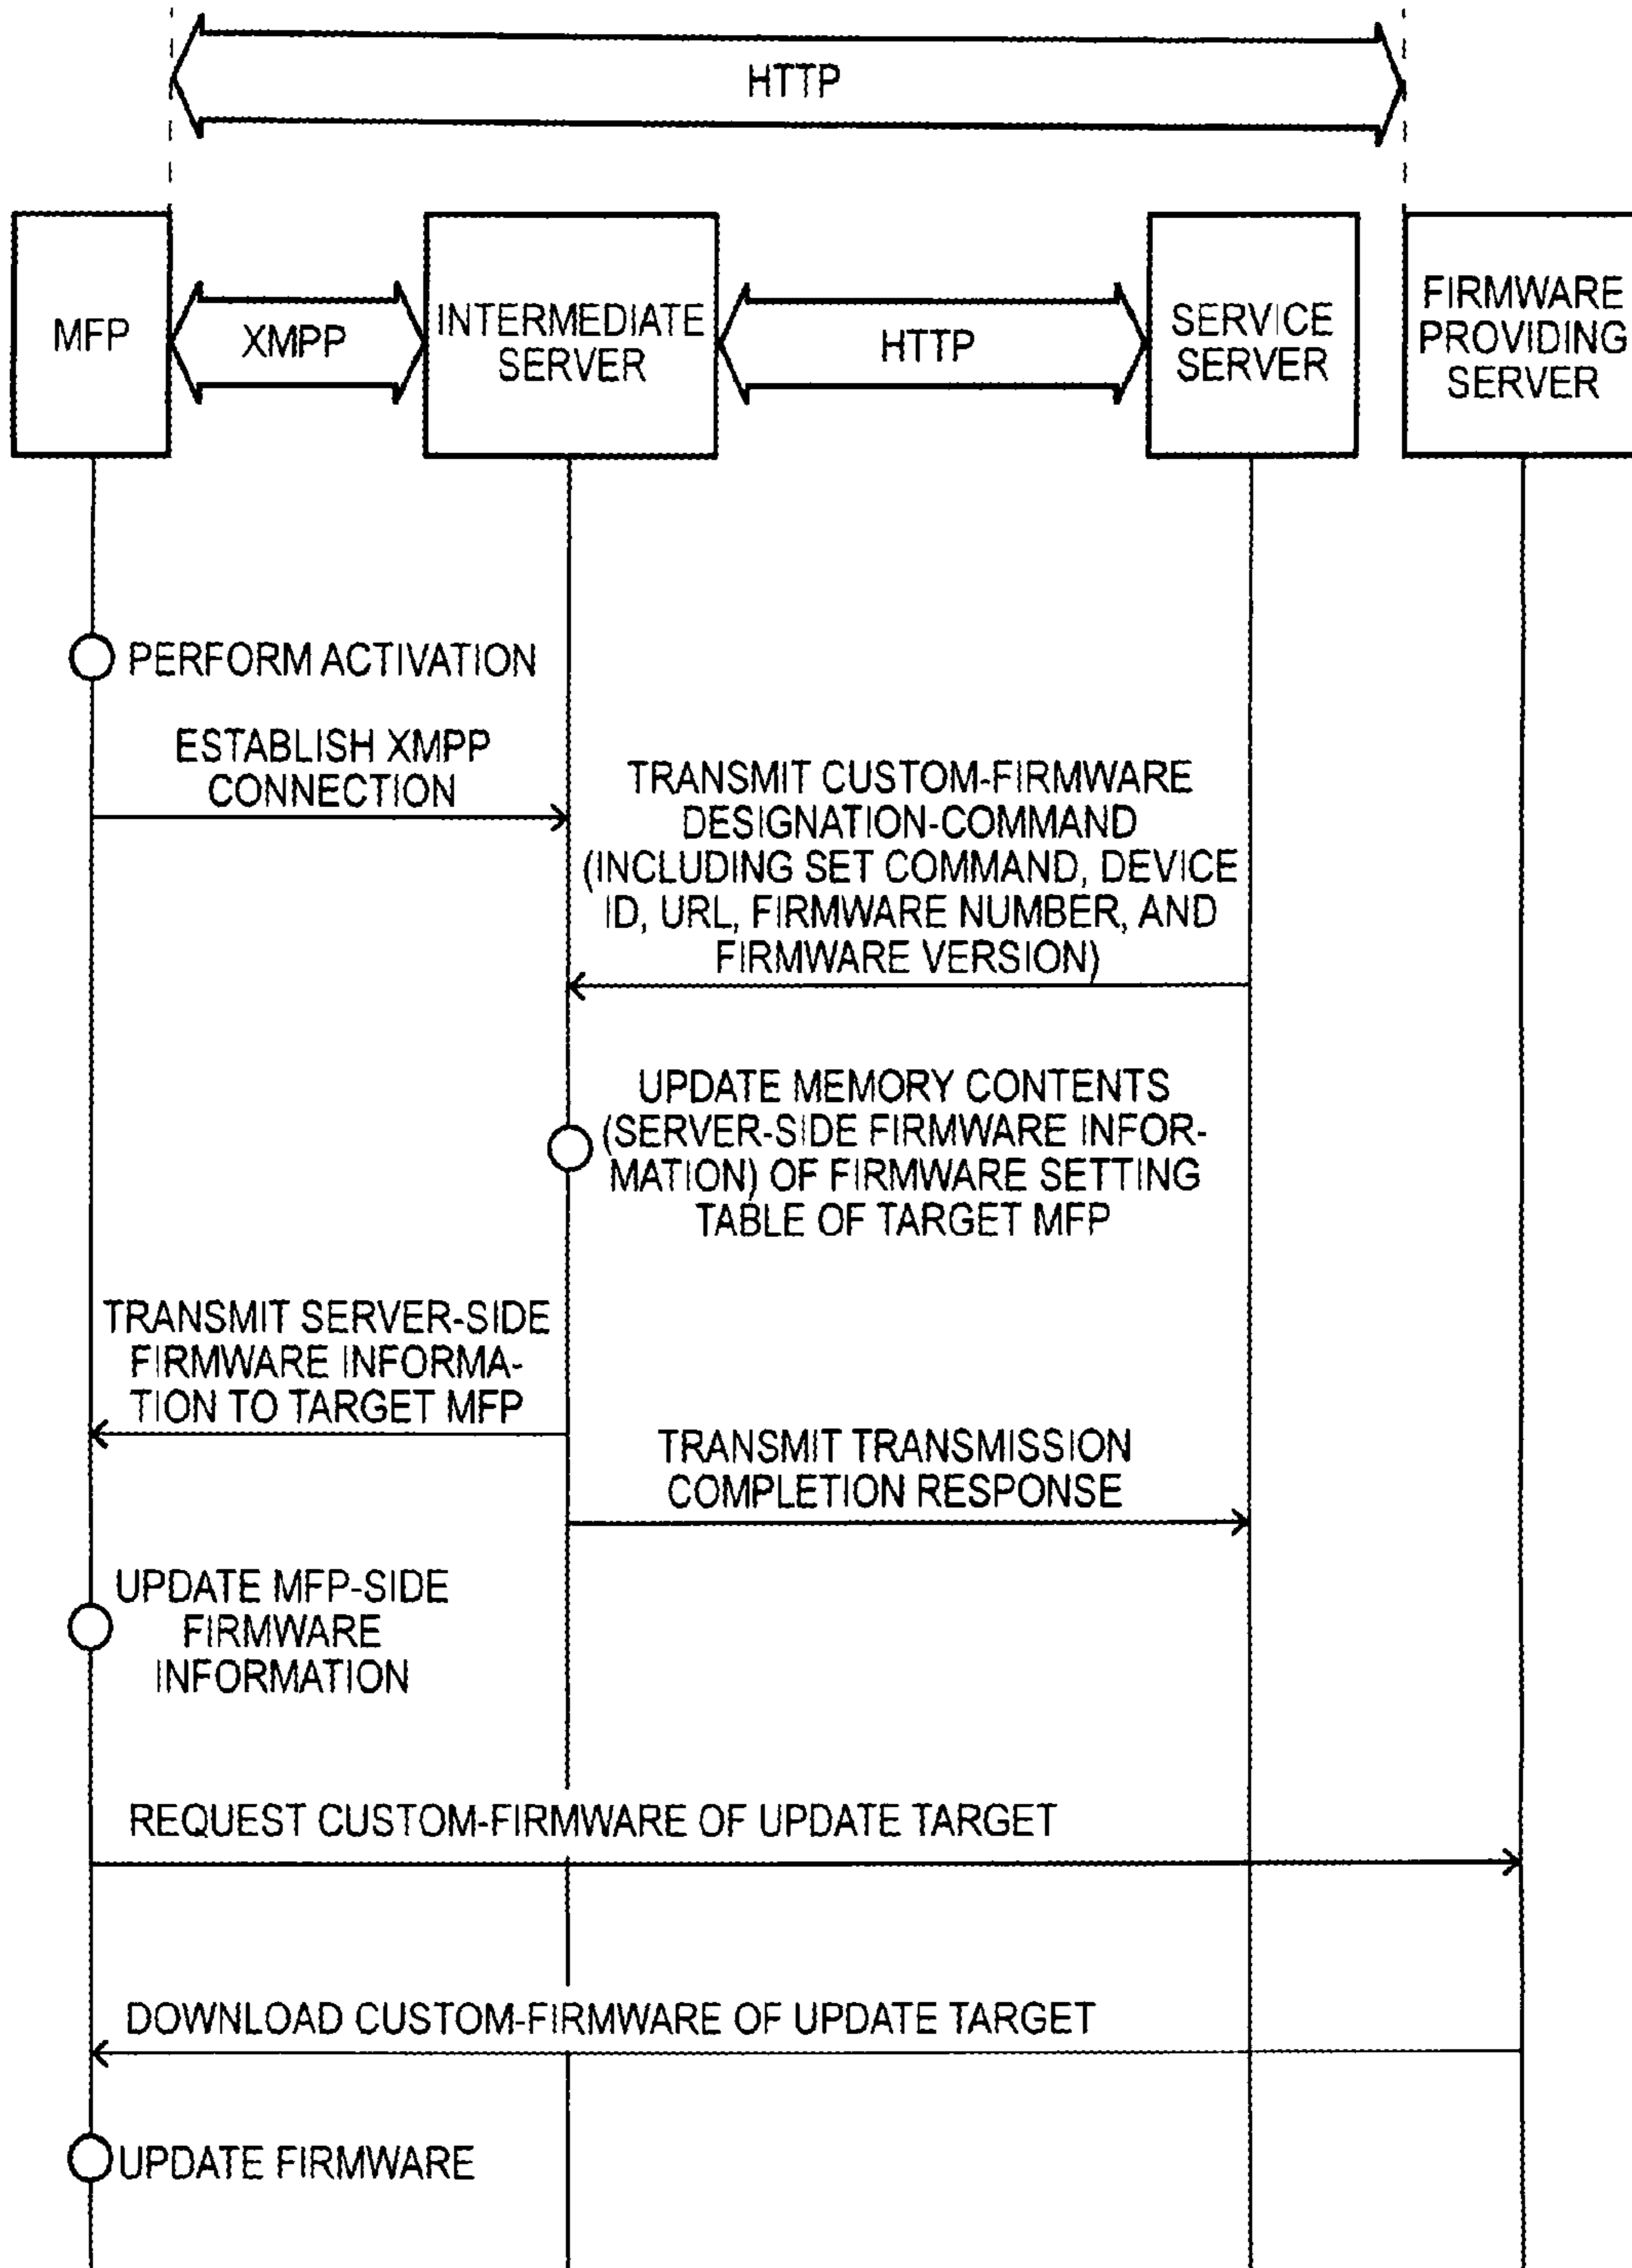 HTTP
MFP
XMPP
INTERMEDIATE
SERVER
HTTP
SERVICE
SERVER
FIRMWARE
PROVIDING
SERVER
PERFORM ACTIVATION
ESTABLISH XMPP
CONNECTION
TRANSMIT CUSTOM-FIRMWARE
DESIGNATION-COMMAND
(INCLUDING SET COMMAND, DEVICE
ID, URL, FIRMWARE NUMBER, AND
FIRMWARE VERSION)
UPDATE MEMORY CONTENTS
(SERVER-SIDE FIRMWARE INFOR-
MATION) OF FIRMWARE SETTING
TABLE OF TARGET MFP
TRANSMIT SERVER-SIDE
FIRMWARE INFORMA-
TION TO TARGET MFP
TRANSMIT TRANSMISSION
COMPLETION RESPONSE
UPDATE MFP-SIDE
FIRMWARE
INFORMATION
REQUEST CUSTOM-FIRMWARE OF UPDATE TARGET
DOWNLOAD CUSTOM-FIRMWARE OF UPDATE TARGET
UPDATE FIRMWARE